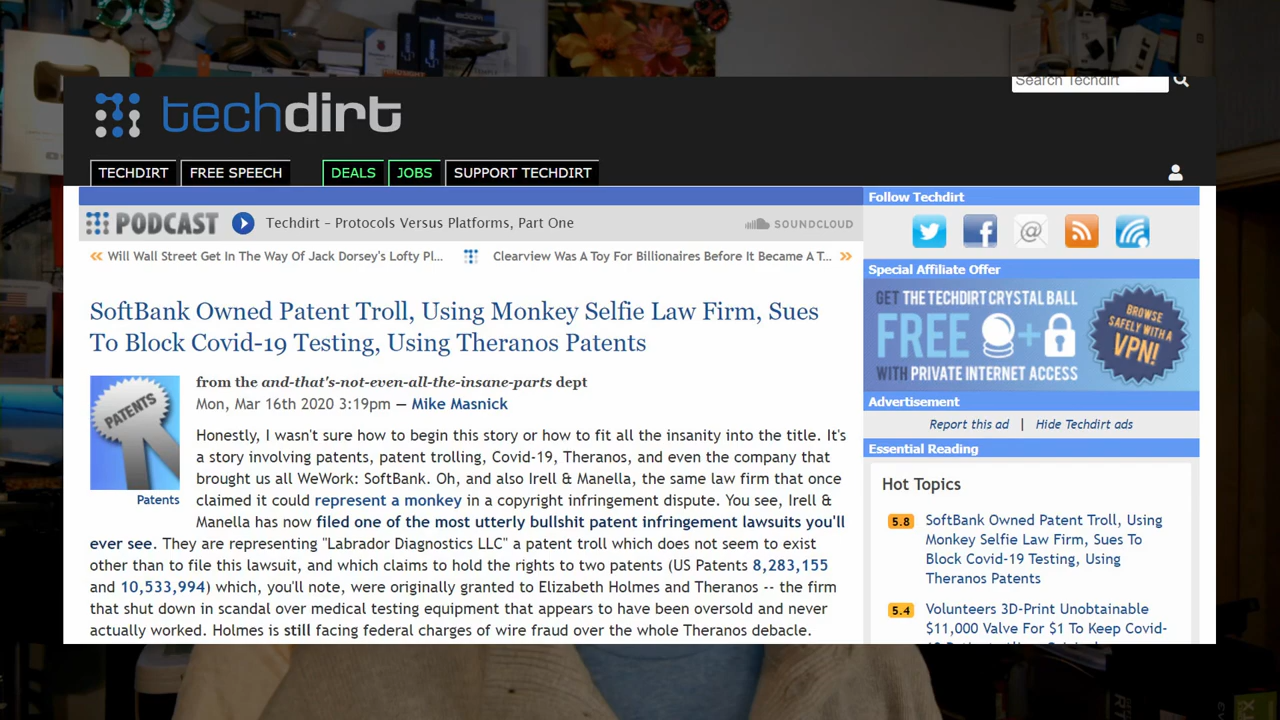 Search Techdirt
techdirt
TECHDIRT FREE SPEECH DEALS JOBS SUPPORT TECHDIRT
PODCAST Techdirt – Protocols Versus Platforms, Part One SOUNDCLOUD
« Will Wall Street Get In The Way Of Jack Dorsey's Lofty Pl... Clearview Was A Toy For Billionaires Before It Became A T... »
SoftBank Owned Patent Troll, Using Monkey Selfie Law Firm, Sues
To Block Covid-19 Testing, Using Theranos Patents
PATENTS
Patents
from the and-that's-not-even-all-the-insane-parts dept
Mon, Mar 16th 2020 3:19pm — Mike Masnick
Honestly, I wasn't sure how to begin this story or how to fit all the insanity into the title. It's
a story involving patents, patent trolling, Covid-19, Theranos, and even the company that
brought us all WeWork: SoftBank. Oh, and also Irell & Manella, the same law firm that once
claimed it could represent a monkey in a copyright infringement dispute. You see, Irell &
Manella has now filed one of the most utterly bullshit patent infringement lawsuits you'll
ever see. They are representing "Labrador Diagnostics LLC" a patent troll which does not seem to exist
other than to file this lawsuit, and which claims to hold the rights to two patents (US Patents 8,283,155
and 10,533,994) which, you'll note, were originally granted to Elizabeth Holmes and Theranos -- the firm
that shut down in scandal over medical testing equipment that appears to have been oversold and never
actually worked. Holmes is still facing federal charges of wire fraud over the whole Theranos debacle.
Follow Techdirt
Special Affiliate Offer
GET THE TECHDIRT CRYSTAL BALL
FREE +
WITH PRIVATE INTERNET ACCESS
BROWSE
SAFELY WITH A
VPN!
Advertisement
Report this ad | Hide Techdirt ads
Essential Reading
Hot Topics
5.8 SoftBank Owned Patent Troll, Using
Monkey Selfie Law Firm, Sues To
Block Covid-19 Testing, Using
Theranos Patents
5.4 Volunteers 3D-Print Unobtainable
$11,000 Valve For $1 To Keep Covid-